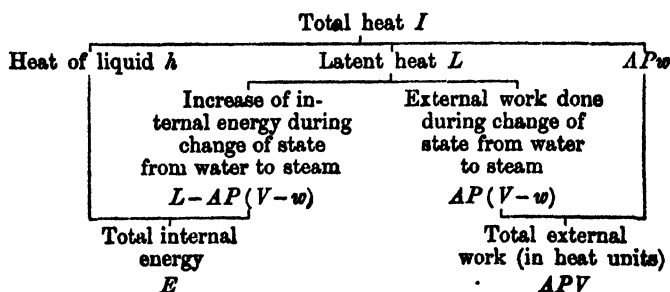 Total heat I
Heat of liquid h Latent heat L APw
Increase of in- External work done
ternal energy during during change of
change of state state from water
from water to steam to steam
L–AP(V–w) AP(V–w)
Total internal Total external
energy work (in heat units)
E APV